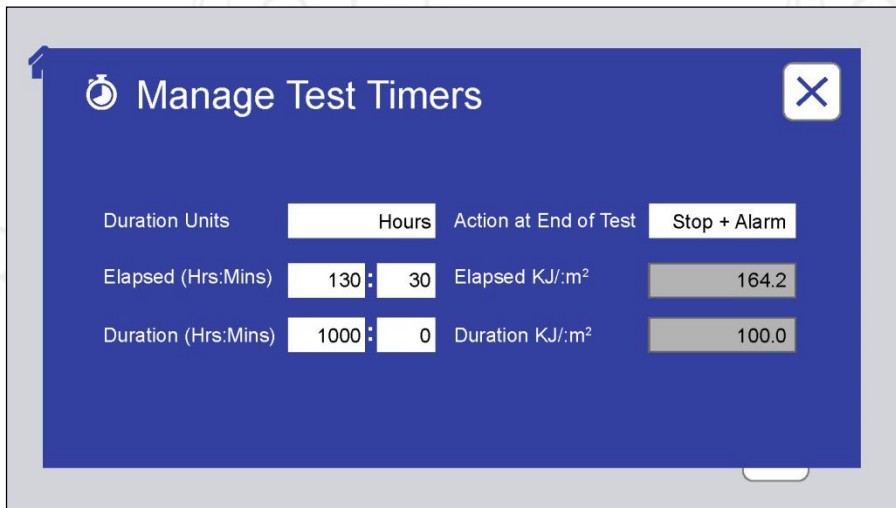 Manage Test Timers
Duration Units Hours Action at End of Test Stop + Alarm
Elapsed (Hrs:Mins) 130 : 30 Elapsed KJ/:m² 164.2
Duration (Hrs:Mins) 1000 : 0 Duration KJ/:m² 100.0